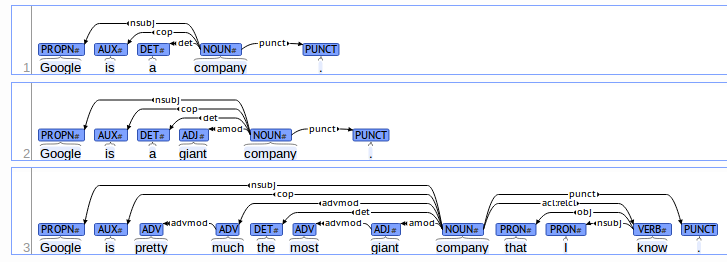 nsubj
cop
det
punct
PROPN# AUX# DET# NOUN# PUNCT
1 Google is a company .
nsubj
cop
det
amod punct
PROPN# AUX# DET# ADJ# NOUN# PUNCT
2 Google is a giant company .
nsubj
cop punct
advmod acl:relcl
det obj
advmod advmod amod nsubj
PROPN# AUX# ADV ADV# DET# ADV ADJ# NOUN# PRON# PRON# VERB# PUNCT
3 Google is pretty much the most giant company that I know .